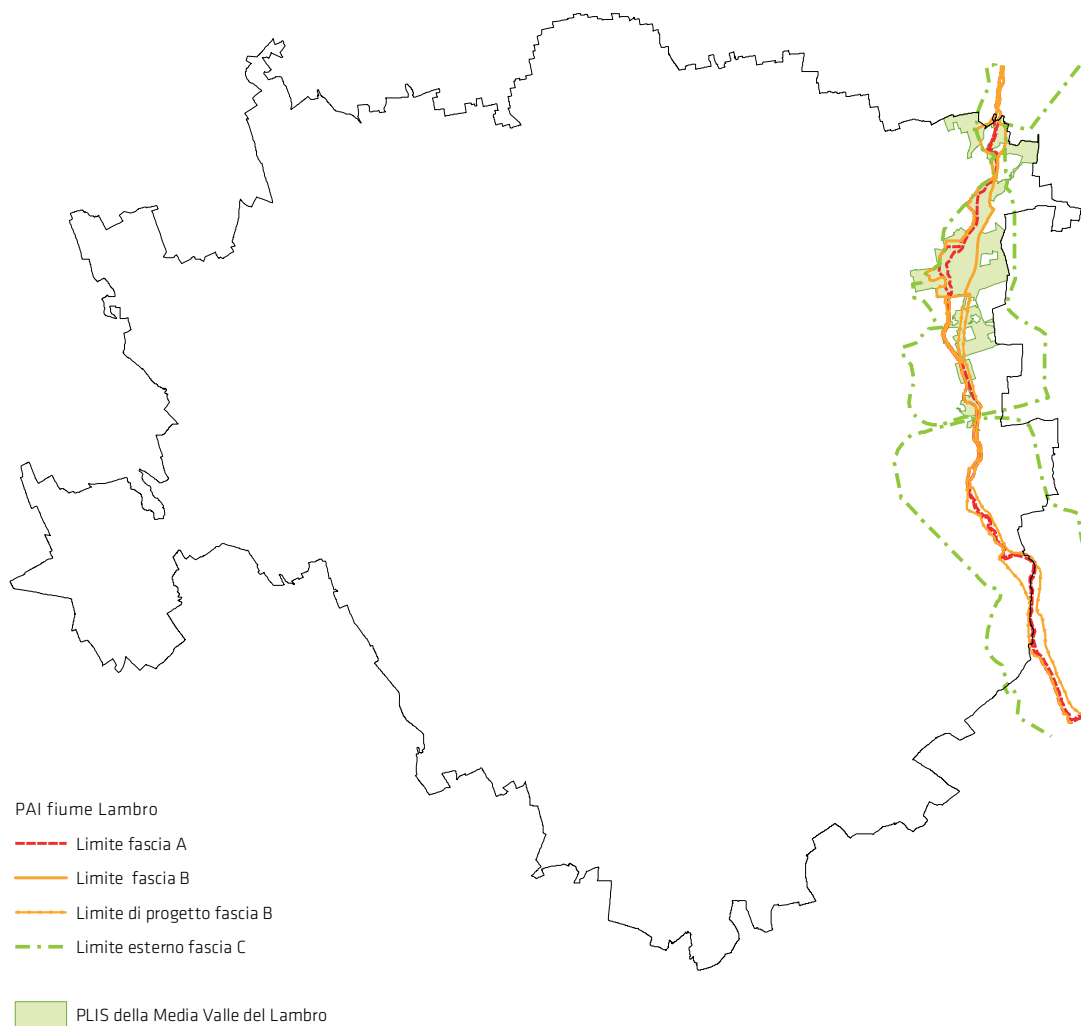 PAI fiume Lambro
Limite fascia A
Limite fascia B
Limite di progetto fascia B
Limite esterno fascia C
PLIS della Media Valle del Lambro